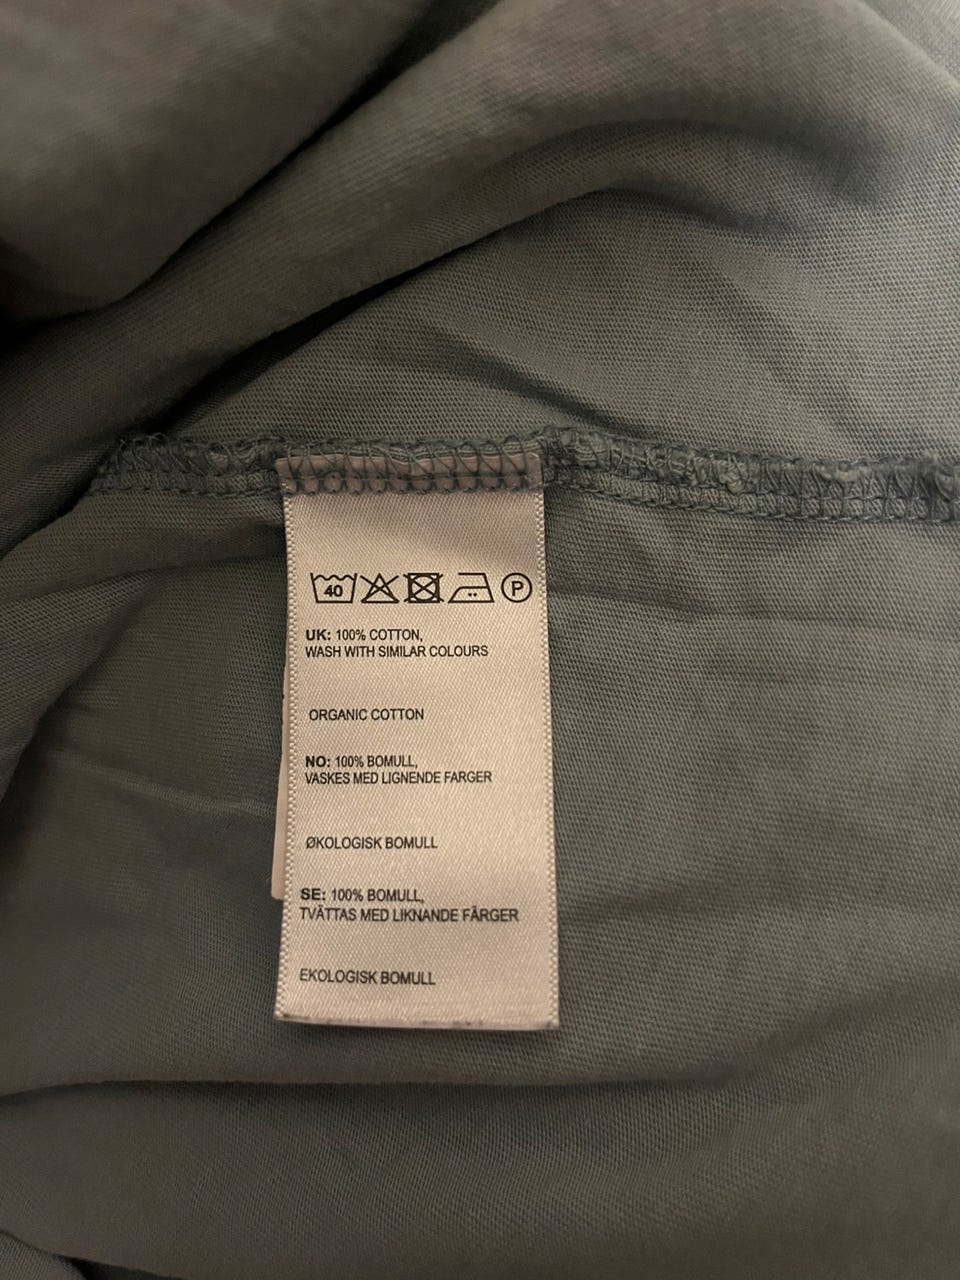 40 P
UK: 100% COTTON,
WASH WITH SIMILAR COLOURS
ORGANIC COTTON
NO: 100% BOMULL,
VASKES MED LIGNENDE FARGER
ØKOLOGISK BOMULL
SE: 100% BOMULL,
TVÄTTAS MED LIKNANDE FÄRGER
EKOLOGISK BOMULL